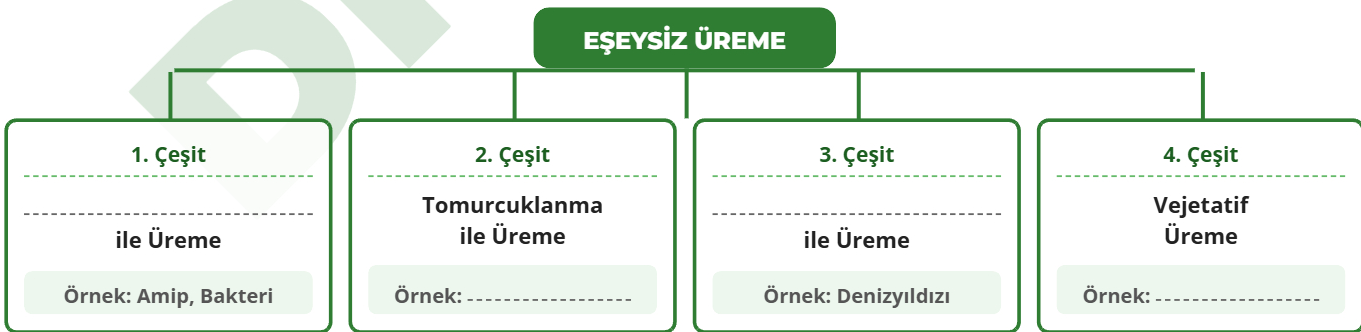 EŞEYSİZ ÜREME
1. Çeşit
ile Üreme
Örnek: Amip, Bakteri
2. Çeşit
Tomurcuklanma
ile Üreme
Örnek:
3. Çeşit
ile Üreme
Örnek: Denizyıldızı
4. Çeşit
Vejetatif
Üreme
Örnek: